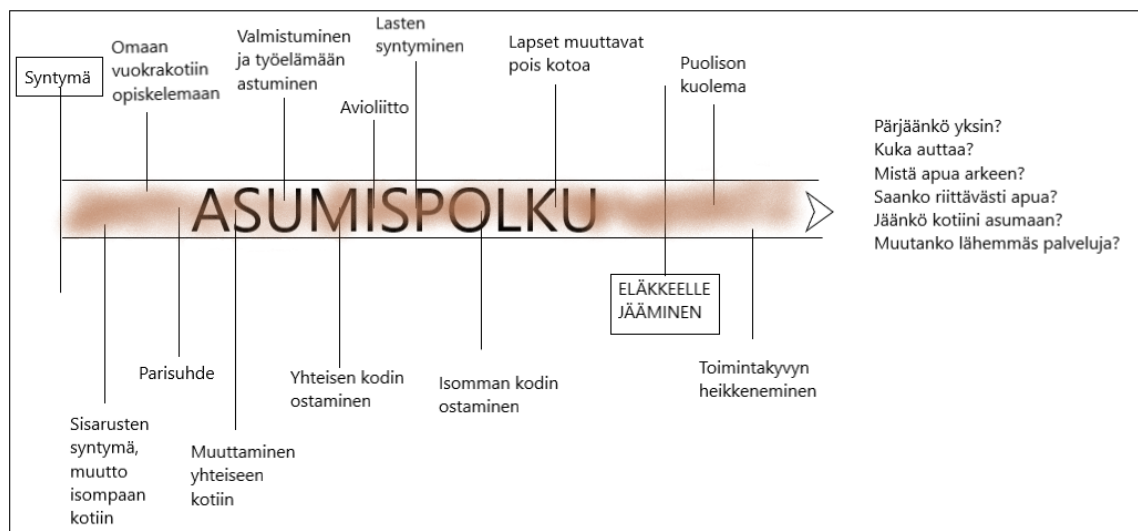 Syntymä
Omaan
vuokrakotiin
opiskelemaan
Valmistuminen
ja työelämään
astuminen
Avioliitto
Lasten
syntyminen
Lapset muuttavat
pois kotoa
Puolison
kuolema
Pärjäänkö yksin?
Kuka auttaa?
Mistä apua arkeen?
Saanko riittävästi apua?
Jäänkö kotiini asumaan?
Muutanko lähemmäs palveluja?
ASUMISPOLKU
Sisarusten
syntymä,
muutto
isompaan
kotiin
Parisuhde
Muuttaminen
yhteiseen
kotiin
Yhteisen kodin
ostaminen
Isomman kodin
ostaminen
ELÄKKEELLE
JÄÄMINEN
Toimintakyvyn
heikkeneminen